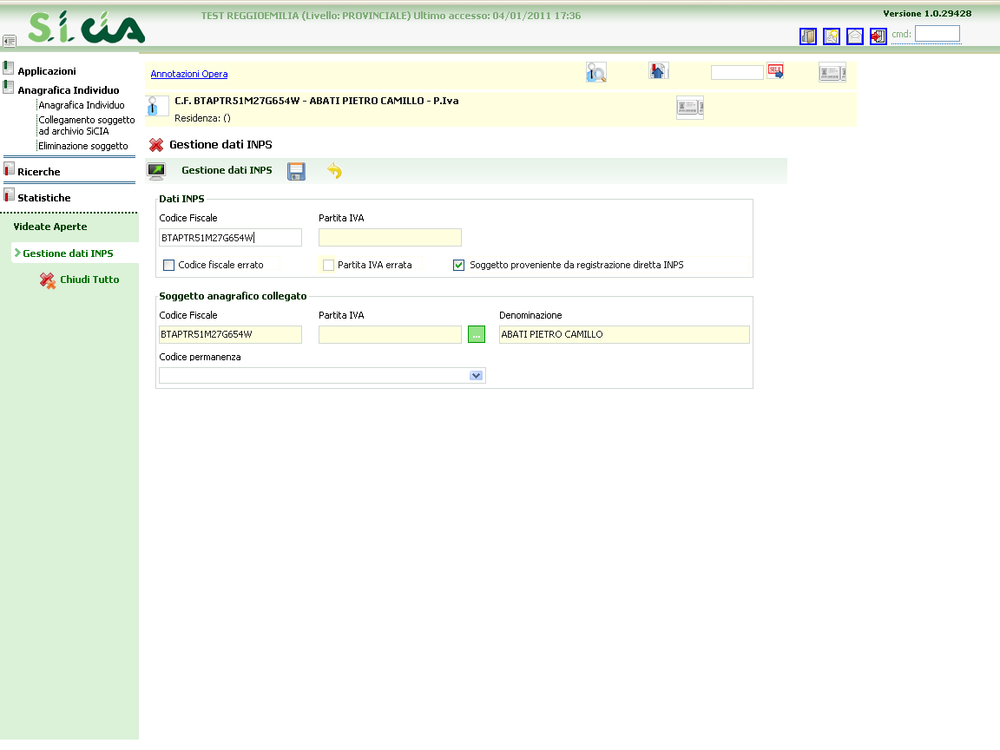 S.I. CIA
TEST REGGIOEMILIA (Livello: PROVINCIALE) Ultimo accesso: 04/01/2011 17:36
Versione 1.0.29428
cmd:
Applicazioni
Anagrafica Individuo
Anagrafica Individuo
Collegamento soggetto
ad archivio SiCIA
Eliminazione soggetto
Ricerche
Statistiche
Videate Aperte
Gestione dati INPS
Chiudi Tutto
Annotazioni Opera
C.F. BTAPTR51M27G654W - ABATI PIETRO CAMILLO - P.Iva
Residenza: ()
Gestione dati INPS
Gestione dati INPS
Dati INPS
Codice Fiscale Partita IVA
BTAPTR51M27G654W
Codice fiscale errato Partita IVA errata Soggetto proveniente da registrazione diretta INPS
Soggetto anagrafico collegato
Codice Fiscale Partita IVA Denominazione
BTAPTR51M27G654W ... ABATI PIETRO CAMILLO
Codice permanenza